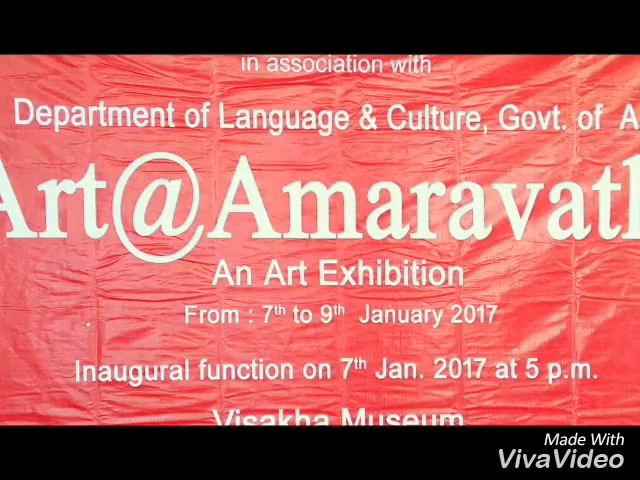 in association with
Department of Language & Culture, Govt. of A
Art@Amaravath
An Art Exhibition
From : 7th to 9th January 2017
Inaugural function on 7th Jan. 2017 at 5 p.m.
Visakha Museum
Made With
VivaVideo